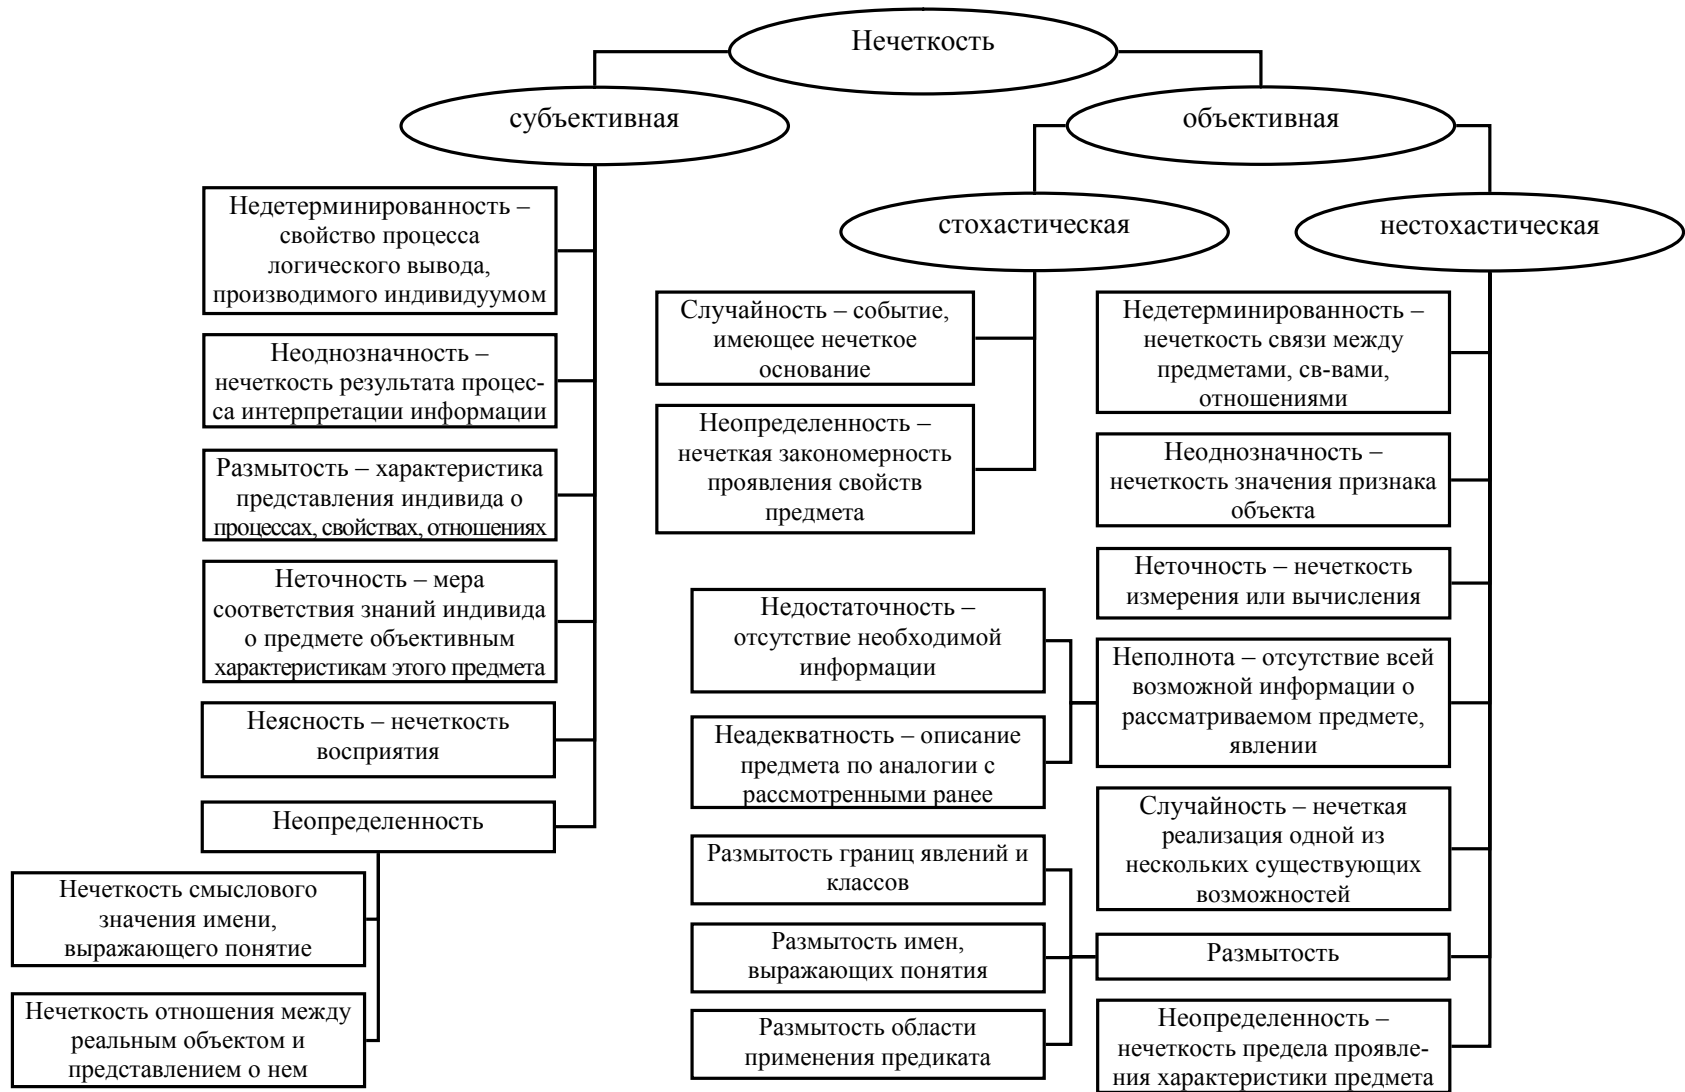 Нечеткость
субъективная
объективная
стохастическая
нестохастическая
Недетерминированность –
свойство процесса
логического вывода,
производимого индивидуумом
Неоднозначность –
нечеткость результата процес-
са интерпретации информации
Размытость – характеристика
представления индивида о
процессах, свойствах, отношениях
Неточность – мера
соответствия знаний индивида
о предмете объективным
характеристикам этого предмета
Неясность – нечеткость
восприятия
Неопределенность
Нечеткость смыслового
значения имени,
выражающего понятие
Нечеткость отношения между
реальным объектом и
представлением о нем
Случайность – событие,
имеющее нечеткое
основание
Неопределенность –
нечеткая закономерность
проявления свойств
предмета
Недетерминированность –
нечеткость связи между
предметами, св-вами,
отношениями
Неоднозначность –
нечеткость значения признака
объекта
Неточность – нечеткость
измерения или вычисления
Неполнота – отсутствие всей
возможной информации о
рассматриваемом предмете,
явлении
Недостаточность –
отсутствие необходимой
информации
Неадекватность – описание
предмета по аналогии с
рассмотренными ранее
Случайность – нечеткая
реализация одной из
нескольких существующих
возможностей
Размытость
Размытость границ явлений и
классов
Размытость имен,
выражающих понятия
Размытость области
применения предиката
Неопределенность –
нечеткость предела проявле-
ния характеристики предмета